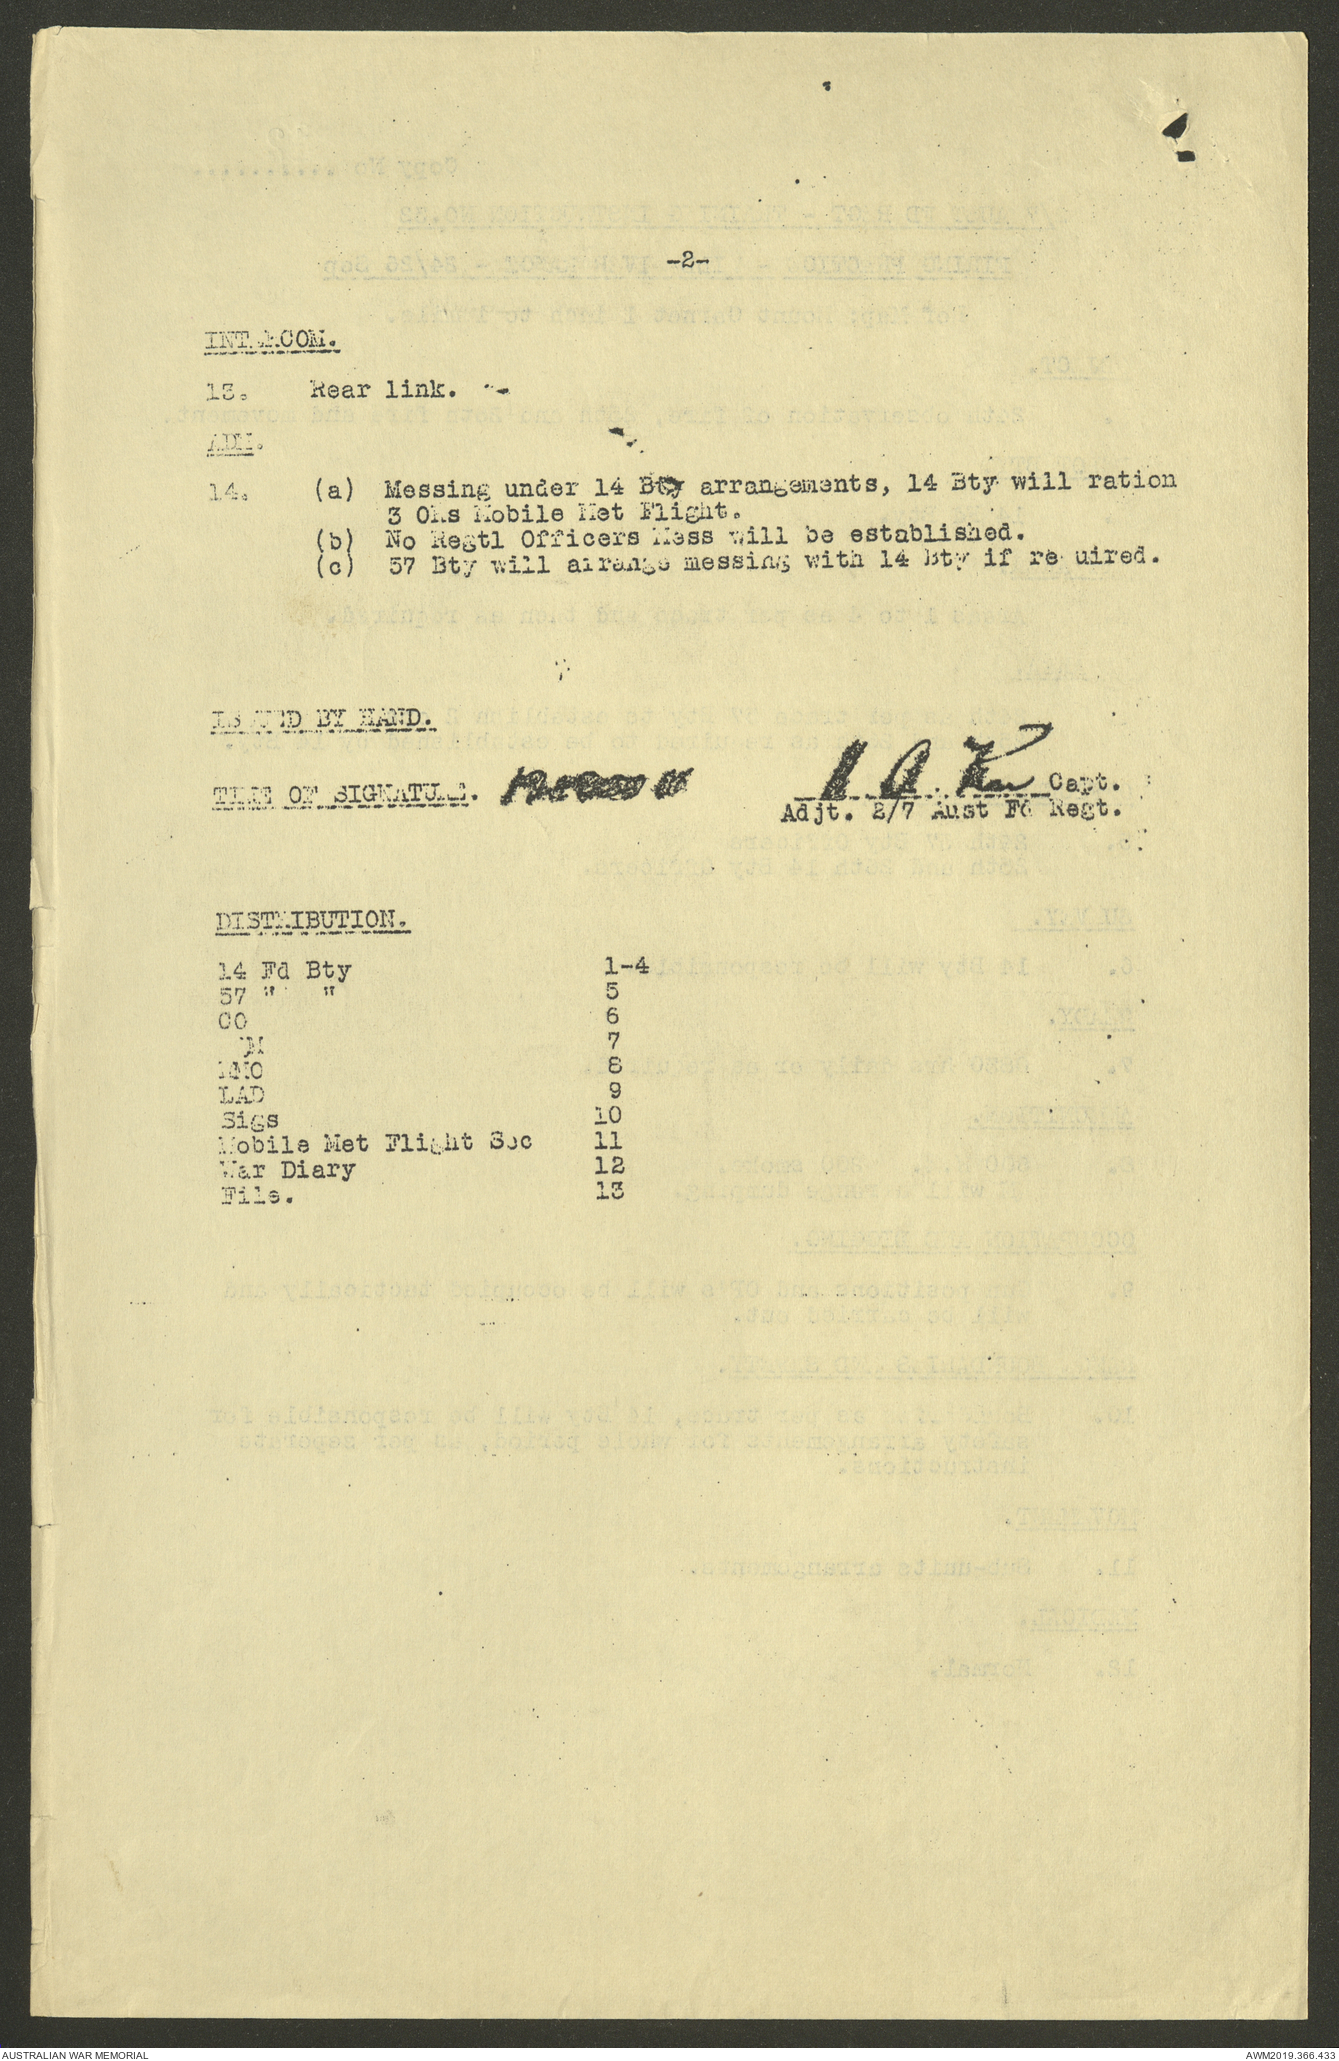 -2-
INTERCOM.
13. Rear link.
ADM.
14. (a) Messing under 14 Bty arrangements, 14 Bty will ration
3 ORs Mobile Met Flight.
(b) No Regtl Officers Mess will be established.
(c) 57 Bty will arrange messing with 14 Bty if required.
ISSUED BY HAND.
TIME OF SIGNATURE.
Capt.
Adjt. 2/7 Aust Fd Regt.
DISTRIBUTION.
14 Fd Bty 1-4
57 " " 5
CO 6
QM 7
RMO 8
LAD 9
Sigs 10
Mobile Met Flight Sec 11
War Diary 12
File. 13
AUSTRALIAN WAR MEMORIAL
AWM2019.366.433